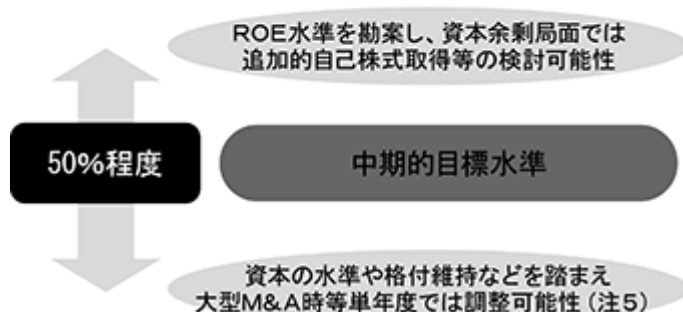 ROE水準を勘案し、資本余剰局面では
追加的自己株式取得等の検討可能性
50%程度
中期的目標水準
資本の水準や格付維持などを踏まえ
大型M&A時等単年度では調整可能性(注5)